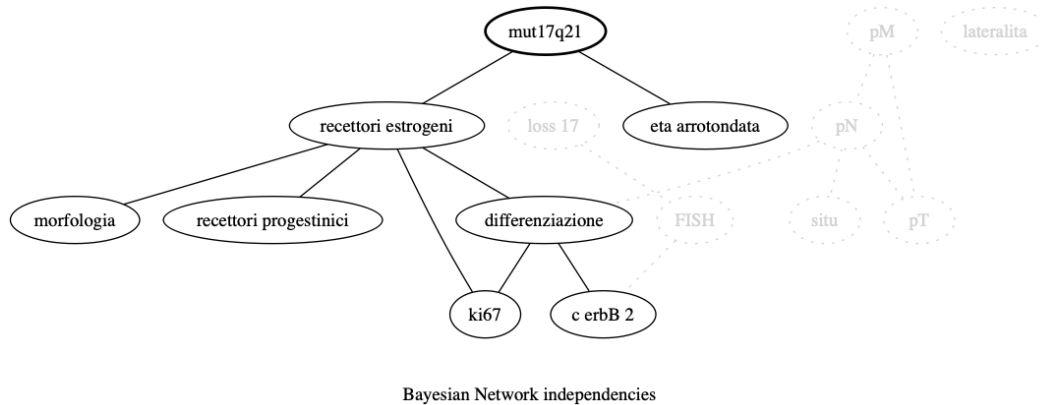 mut17q21
pM
lateralita
recettori estrogeni
loss 17
eta arrotondata
pN
morfologia
recettori progestinici
differenziazione
FISH
situ
pT
ki67
c erbB 2
Bayesian Network independencies